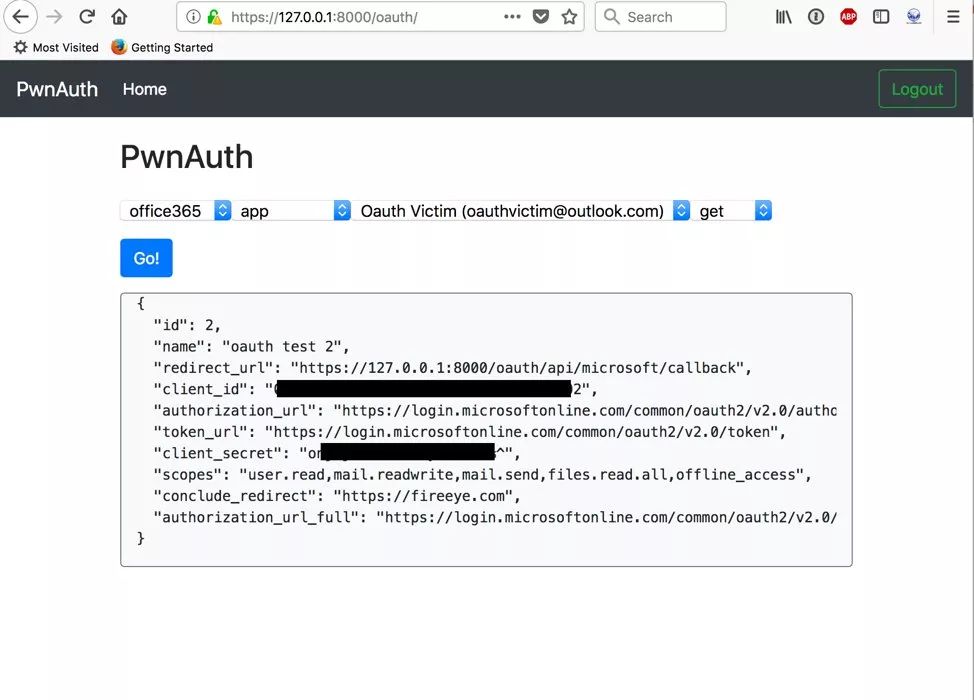 https://127.0.0.1:8000/oauth/
Search
ABP
Most Visited
Getting Started
PwnAuth
Home
Logout
PwnAuth
office365
app
Oauth Victim (oauthvictim@outlook.com)
get
Go!
{
"id": 2,
"name": "oauth test 2",
"redirect_url": "https://127.0.0.1:8000/oauth/api/microsoft/callback",
"client_id": "2",
"authorization_url": "https://login.microsoftonline.com/common/oauth2/v2.0/autho
"token_url": "https://login.microsoftonline.com/common/oauth2/v2.0/token",
"client_secret": "or^",
"scopes": "user.read,mail.readwrite,mail.send,files.read.all,offline_access",
"conclude_redirect": "https://fireeye.com",
"authorization_url_full": "https://login.microsoftonline.com/common/oauth2/v2.0/
}